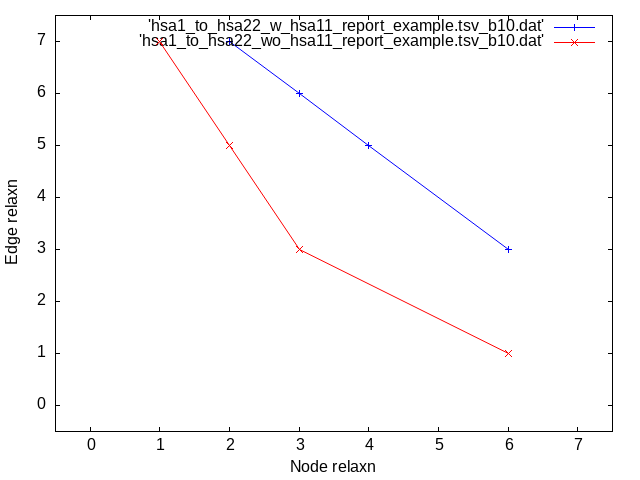 'hsa1_to_hsa22_w_hsa11_report_example.tsv_b10.dat'
'hsa1_to_hsa22_wo_hsa11_report_example.tsv_b10.dat'
7
6
5
4
3
2
1
0
Edge relaxn
0 1 2 3 4 5 6 7
Node relaxn